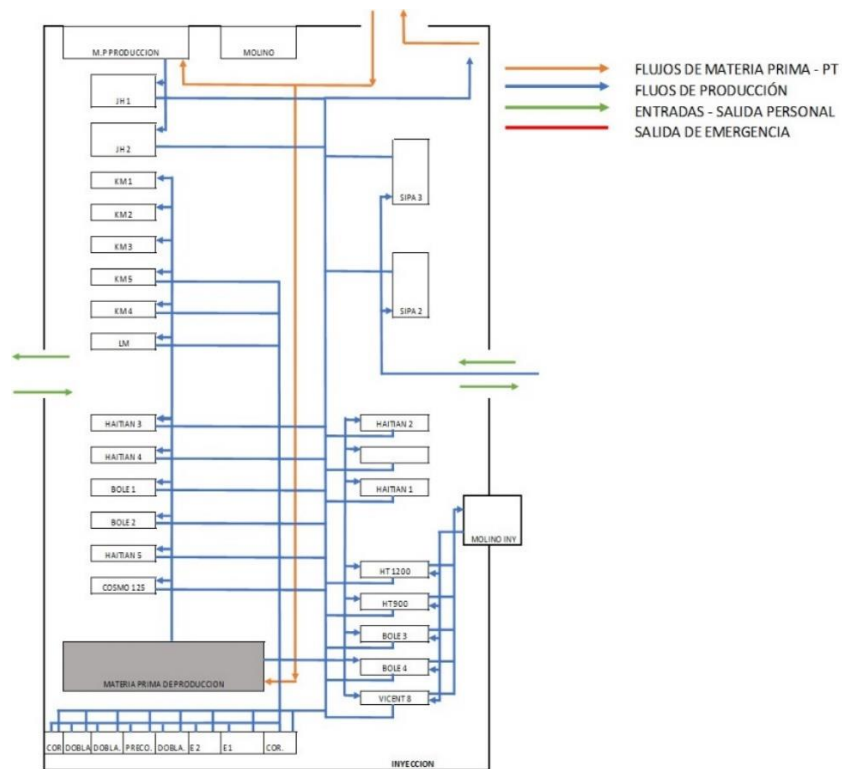 M.P PRODUCCION
MOLINO
FLUJOS DE MATERIA PRIMA - PT
FLUOS DE PRODUCCIÓN
ENTRADAS - SALIDA PERSONAL
SALIDA DE EMERGENCIA
JH 1
JH 2
KM 1
KM 2
KM 3
KM 5
KM 4
LM
SIPA 3
SIPA 2
HAITIAN 3
HAITIAN 4
BOLE 1
BOLE 2
HAITIAN 5
COSMO 125
HAITIAN 2
HAITIAN 1
MOLINO INY
HT 1200
HT900
BOLE 3
BOLE 4
VICENT 8
MATERIA PRIMA DE PRODUCCION
COR DOBLA DOBLA. PRECO. DOBLA. E 2 E 1 COR.
INYECCION